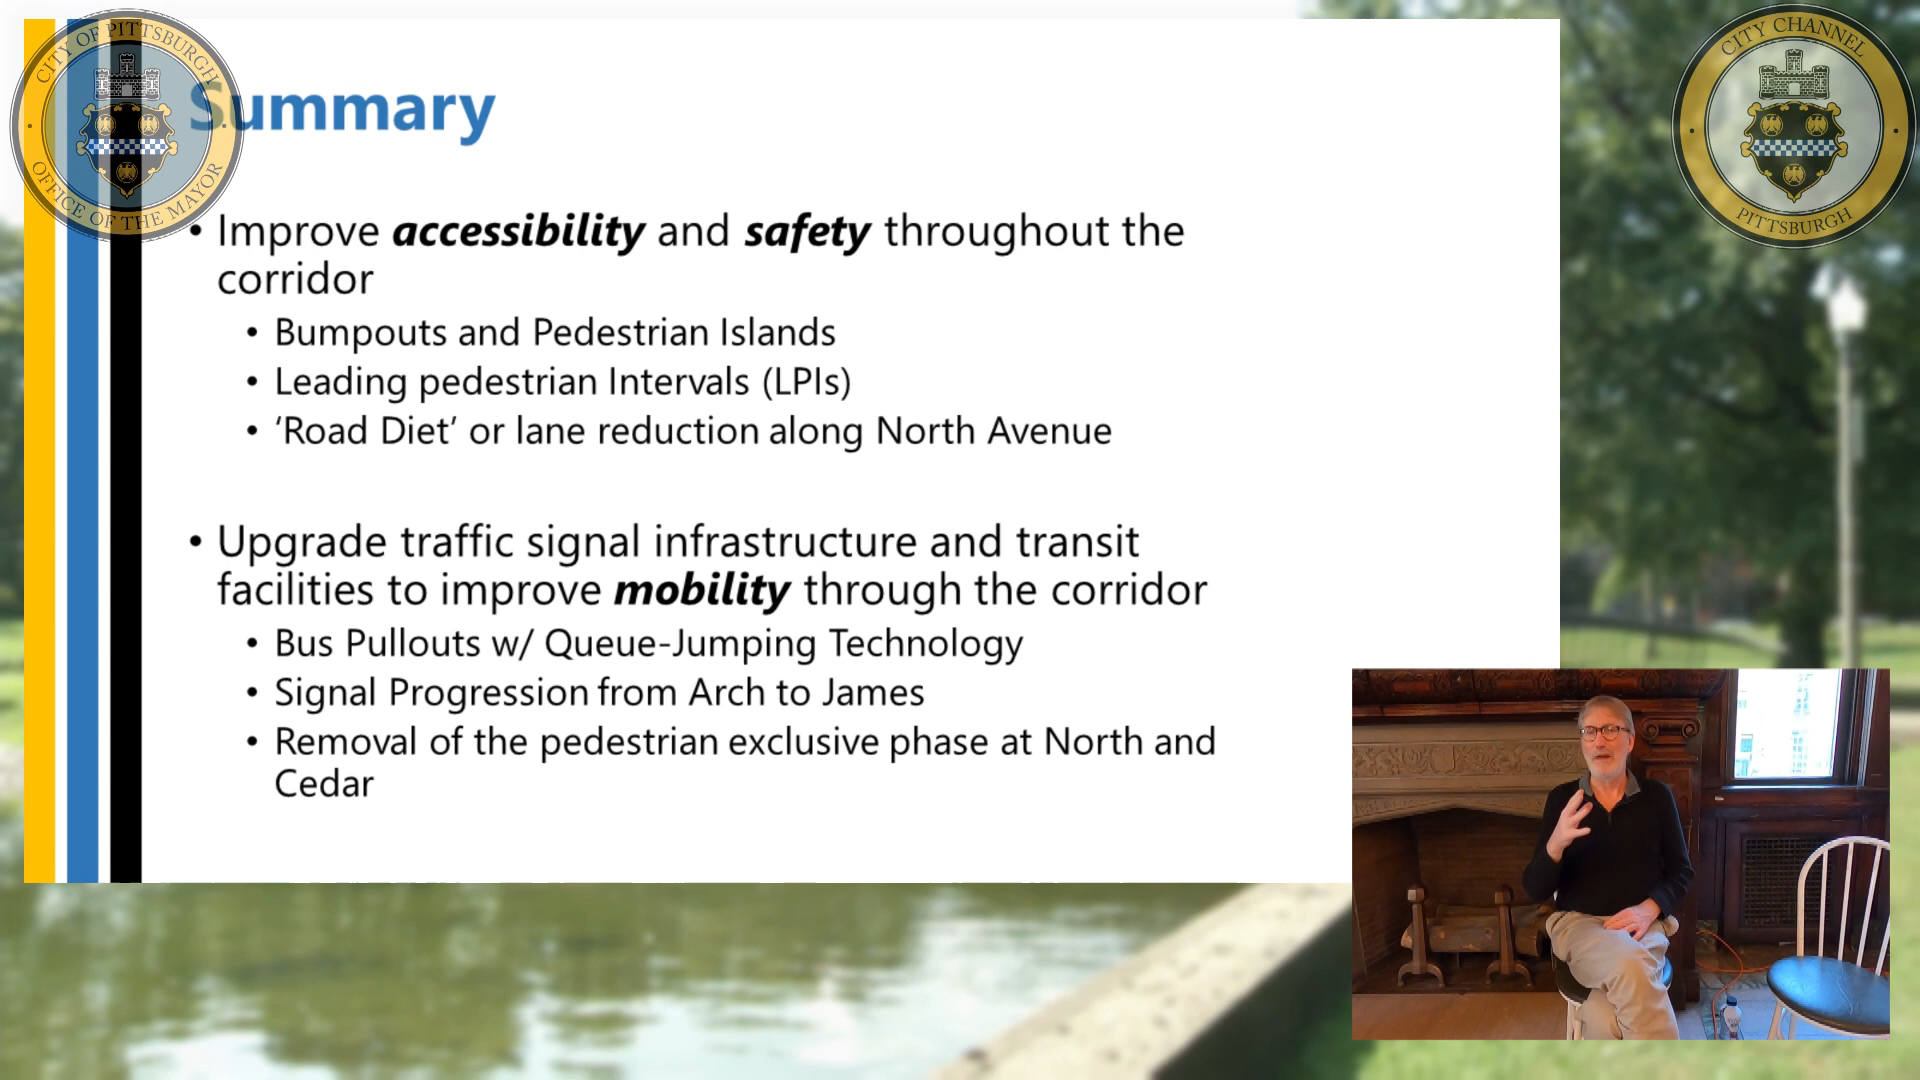 CITY OF PITTSBURGH
OFFICE OF THE MAYOR
CITY CHANNEL
PITTSBURGH
Summary
• Improve accessibility and safety throughout the
corridor
• Bumpouts and Pedestrian Islands
• Leading pedestrian Intervals (LPIs)
• ‘Road Diet’ or lane reduction along North Avenue
• Upgrade traffic signal infrastructure and transit
facilities to improve mobility through the corridor
• Bus Pullouts w/ Queue-Jumping Technology
• Signal Progression from Arch to James
• Removal of the pedestrian exclusive phase at North and
Cedar